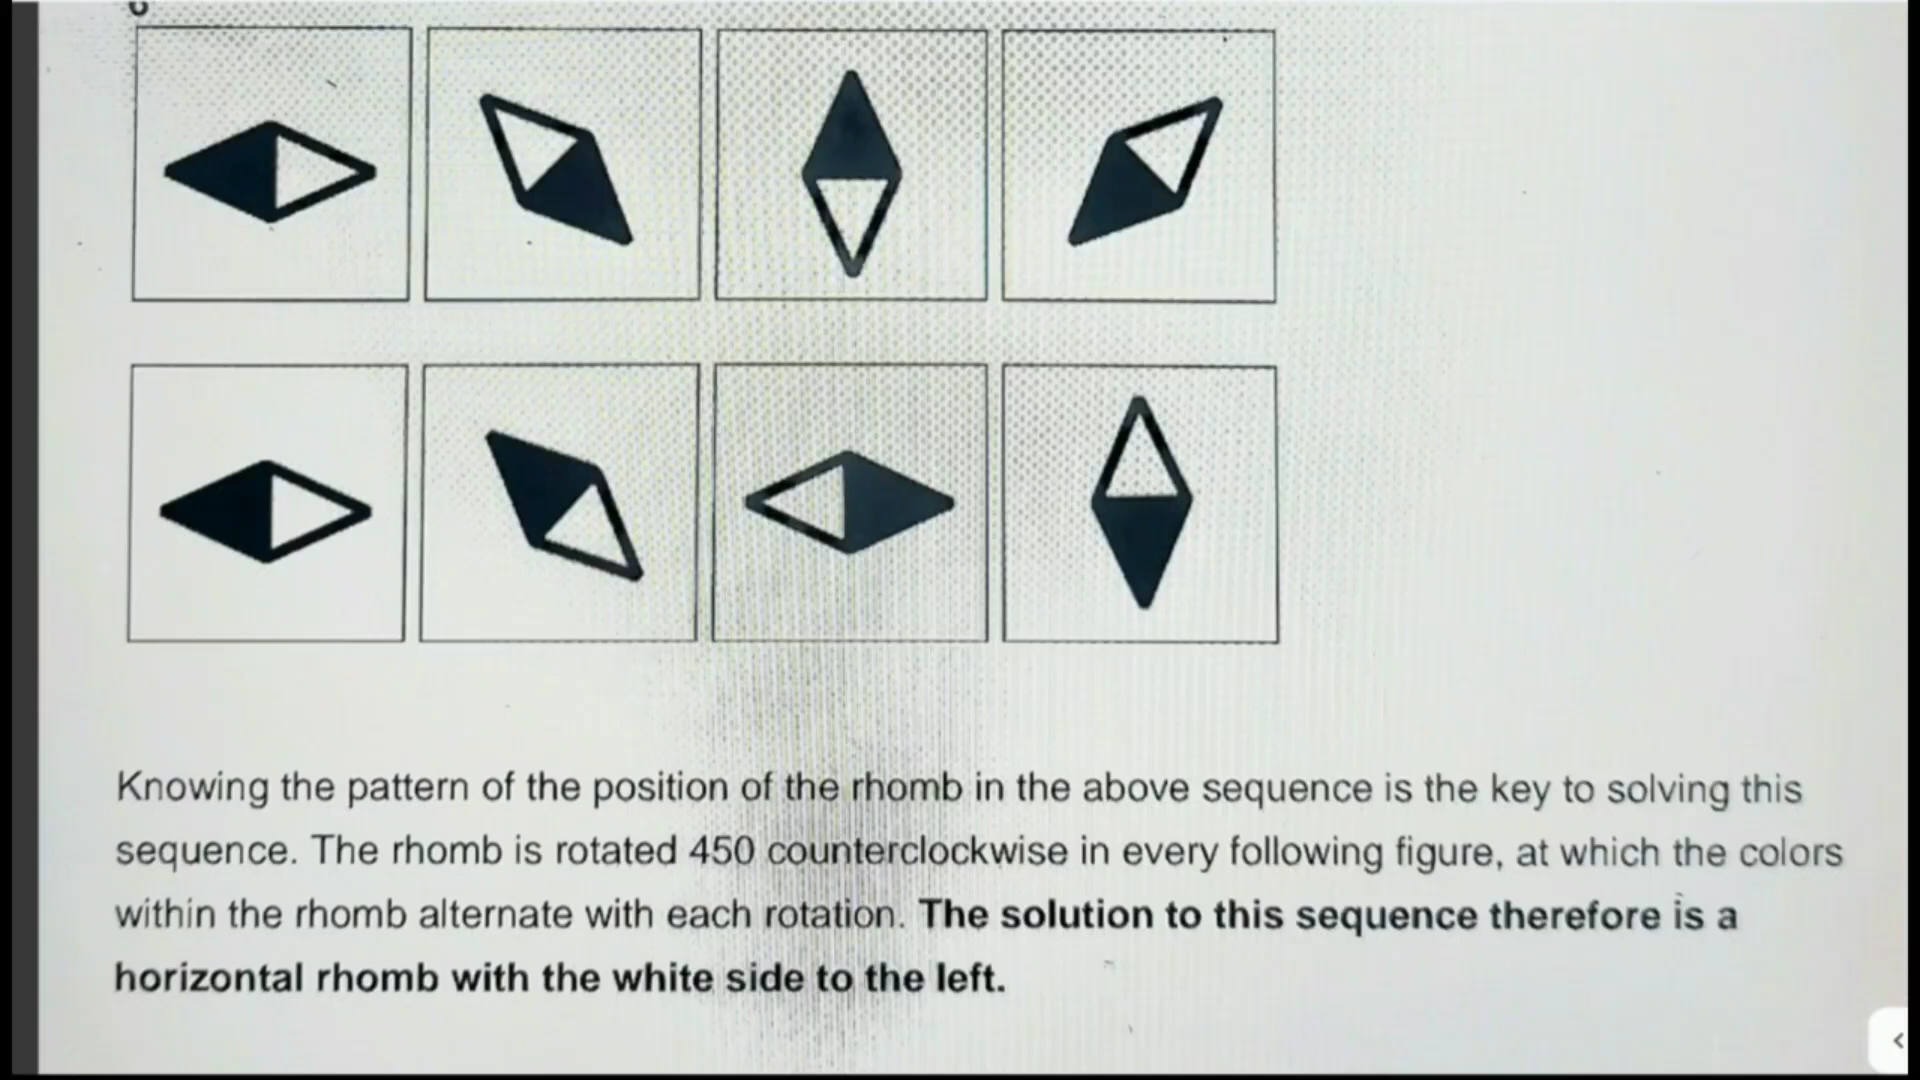 Knowing the pattern of the position of the rhomb in the above sequence is the key to solving this
sequence. The rhomb is rotated 450 counterclockwise in every following figure, at which the colors
within the rhomb alternate with each rotation. The solution to this sequence therefore is a
horizontal rhomb with the white side to the left.